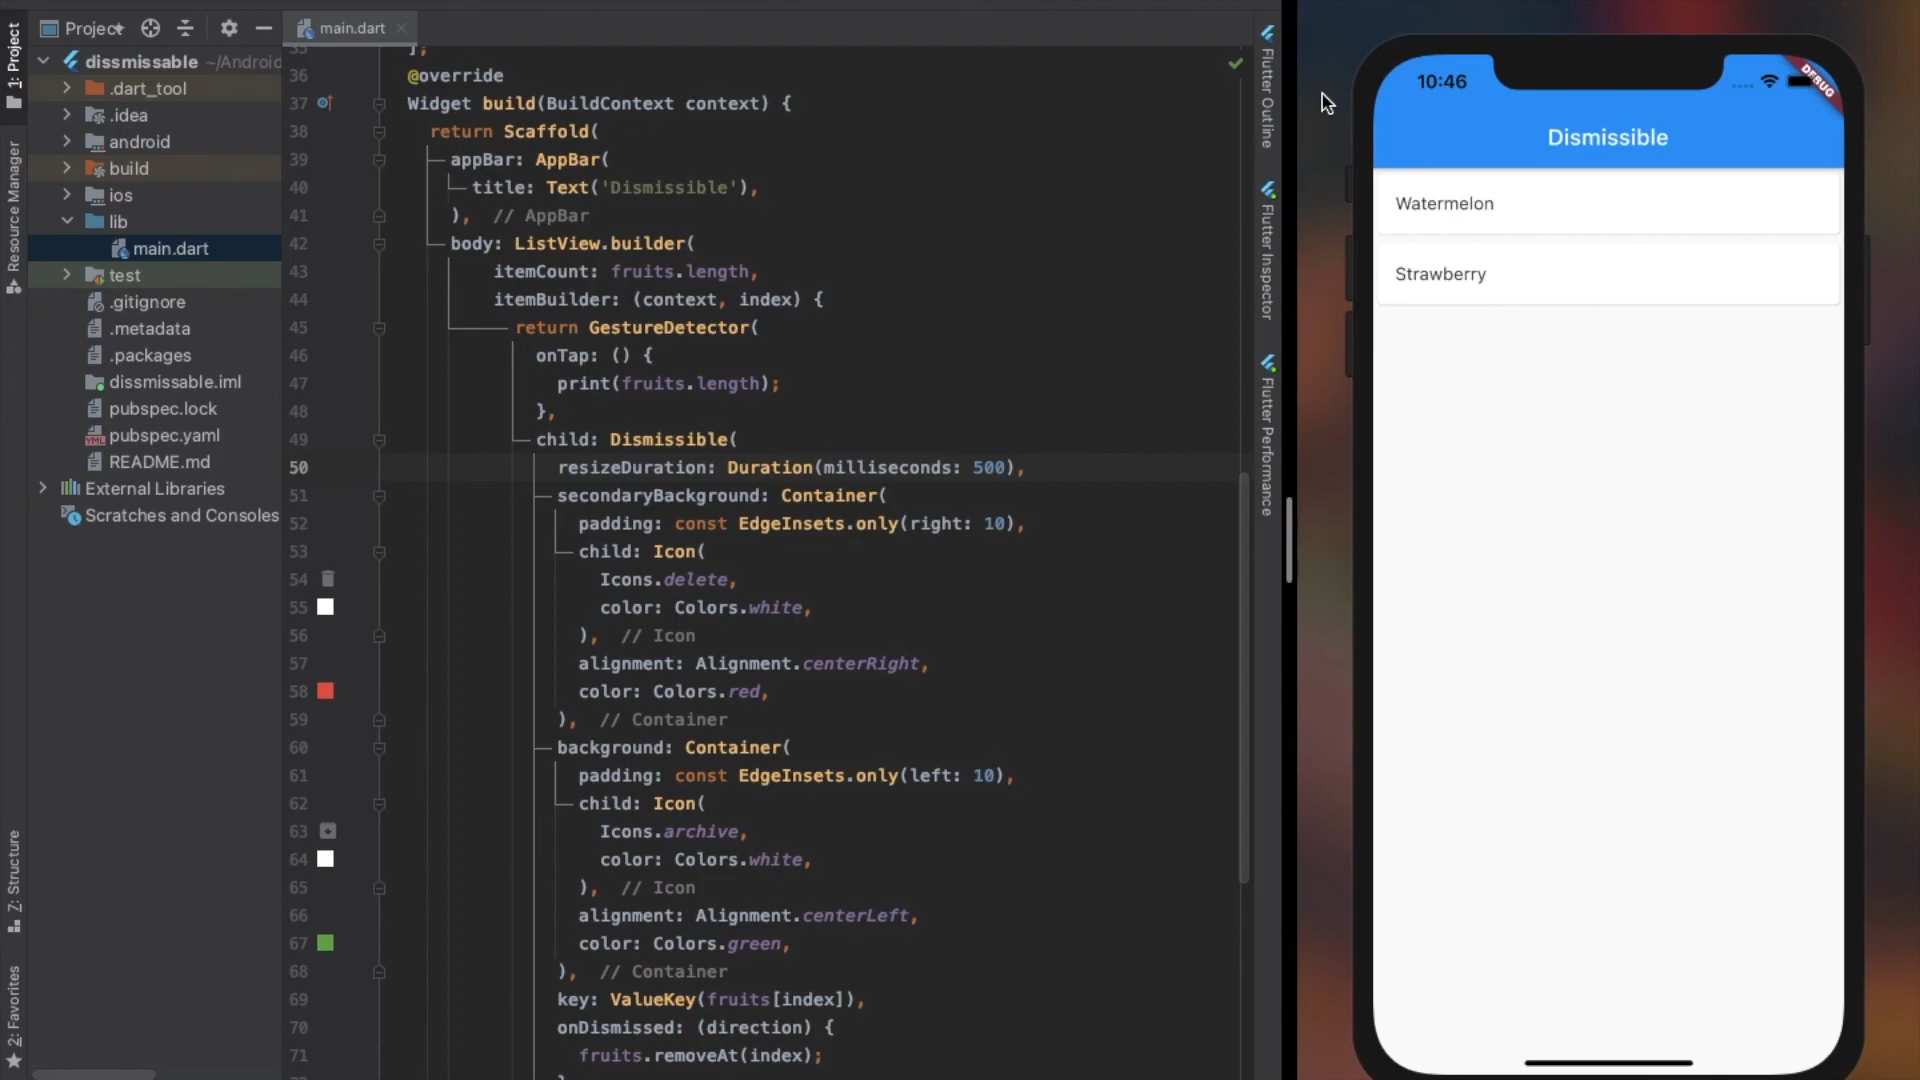 1: Project
Resource Manager
Z: Structure
2: Favorites
Project
dissmissable ~/Androic
.dart_tool
.idea
android
build
ios
lib
main.dart
test
.gitignore
.metadata
.packages
dissmissable.iml
pubspec.lock
pubspec.yaml
README.md
External Libraries
Scratches and Consoles
main.dart
35 ];
36 @override
37 Widget build(BuildContext context) {
38 return Scaffold(
39 appBar: AppBar(
40 title: Text('Dismissible'),
41 ), // AppBar
42 body: ListView.builder(
43 itemCount: fruits.length,
44 itemBuilder: (context, index) {
45 return GestureDetector(
46 onTap: () {
47 print(fruits.length);
48 },
49 child: Dismissible(
50 resizeDuration: Duration(milliseconds: 500),
51 secondaryBackground: Container(
52 padding: const EdgeInsets.only(right: 10),
53 child: Icon(
54 Icons.delete,
55 color: Colors.white,
56 ), // Icon
57 alignment: Alignment.centerRight,
58 color: Colors.red,
59 ), // Container
60 background: Container(
61 padding: const EdgeInsets.only(left: 10),
62 child: Icon(
63 Icons.archive,
64 color: Colors.white,
65 ), // Icon
66 alignment: Alignment.centerLeft,
67 color: Colors.green,
68 ), // Container
69 key: ValueKey(fruits[index]),
70 onDismissed: (direction) {
71 fruits.removeAt(index);
Flutter Outline
Flutter Inspector
Flutter Performance
10:46
DEBUG
Dismissible
Watermelon
Strawberry